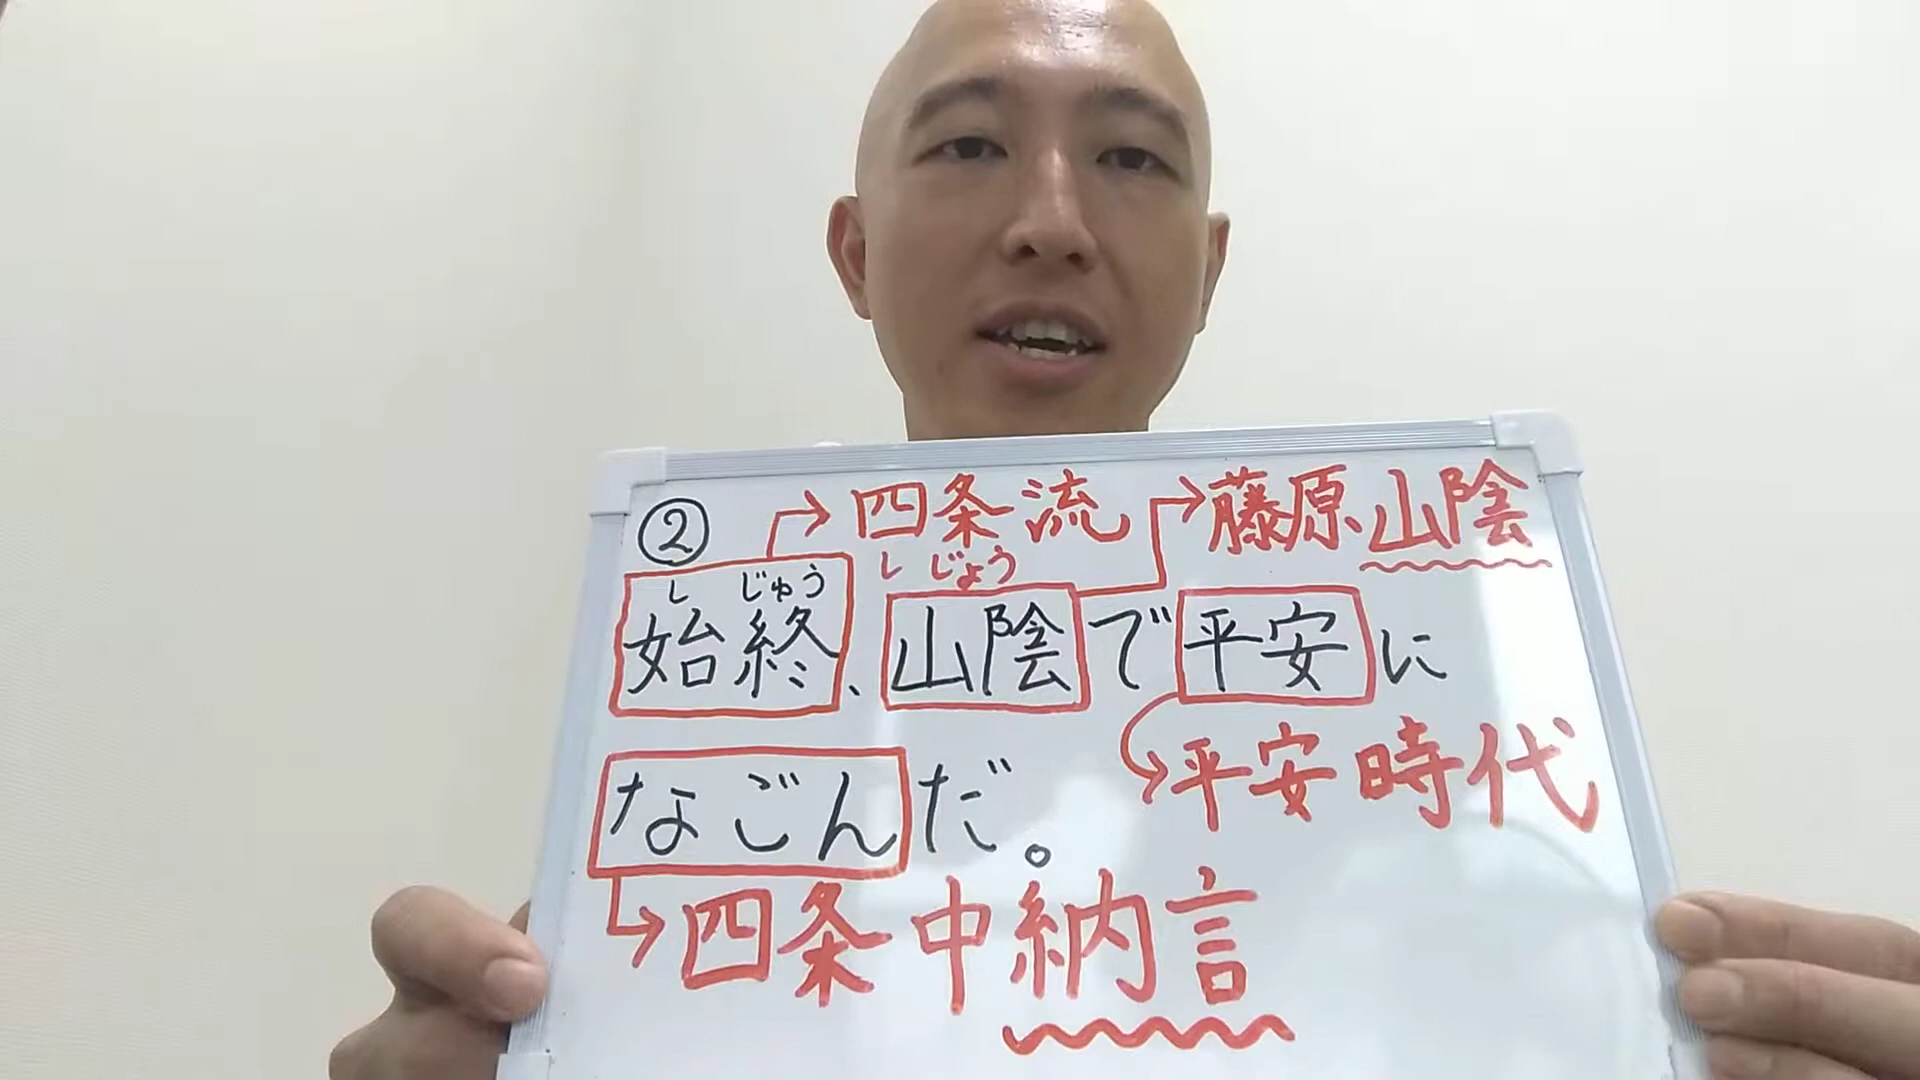 ② → 四条流 → 藤原山陰
しじょう
し じゅう
始終、山陰で平安に
→ 平安時代
なごんだ。
→ 四条中納言